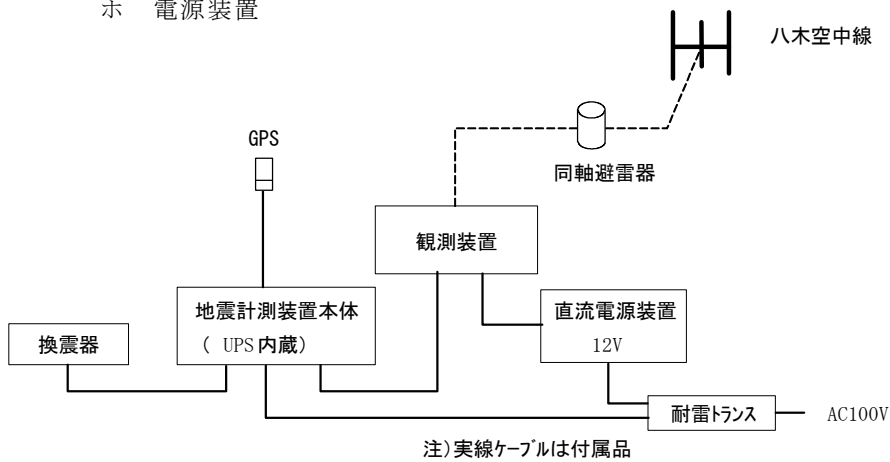 ホ 電源装置
八木空中線
GPS
同軸避雷器
観測装置
地震計測装置本体
( UPS内蔵)
直流電源装置
12V
換震器
耐雷トランス
AC100V
注)実線ケーブルは付属品